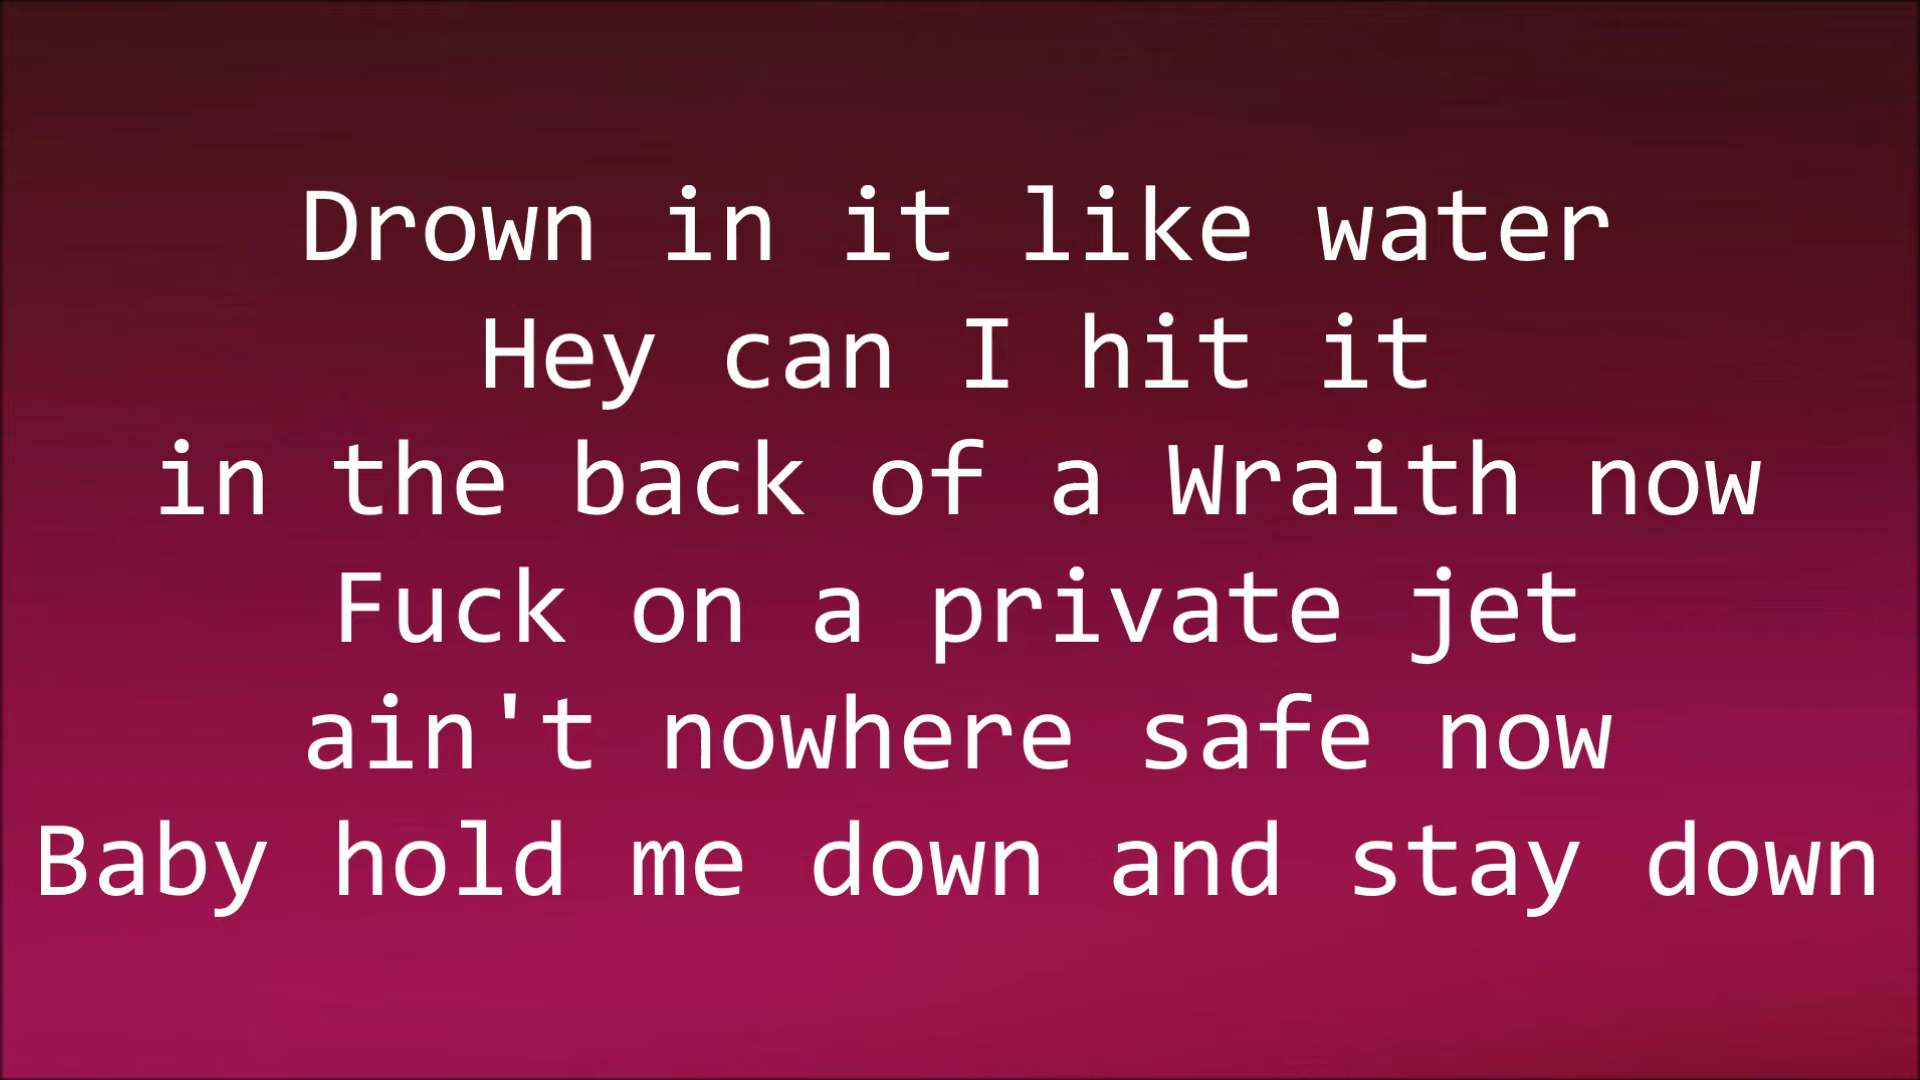 Drown in it like water
Hey can I hit it
in the back of a Wraith now
Fuck on a private jet
ain't nowhere safe now
Baby hold me down and stay down